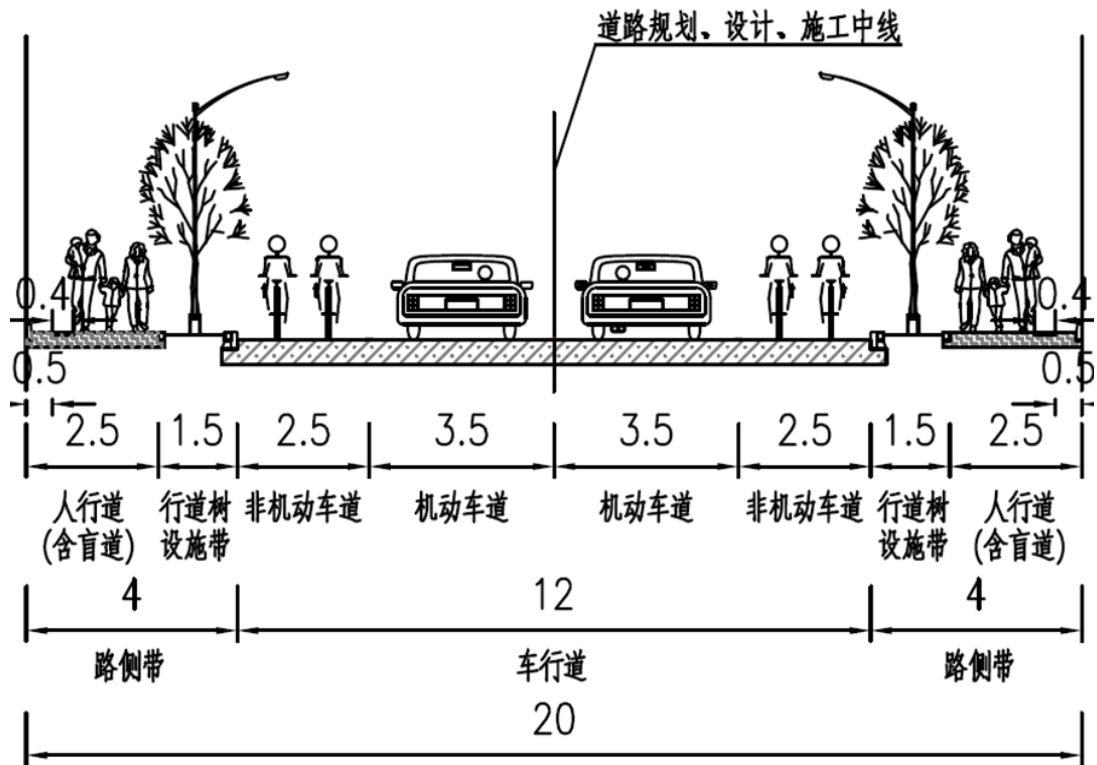 道路规划、设计、施工中线
0.4
0.4
0.5
0.5
2.5 1.5 2.5 3.5 3.5 2.5 1.5 2.5
人行道 行道树 非机动车道 机动车道 机动车道 非机动车道 行道树 人行道
(含盲道) 设施带 设施带 (含盲道)
4 12 4
路侧带 车行道 路侧带
20